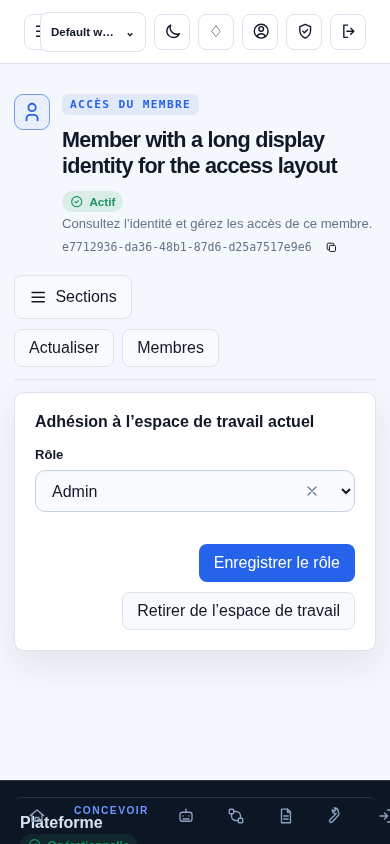 Default w…
ACCÈS DU MEMBRE
Member with a long display
identity for the access layout
Actif
Consultez l’identité et gérez les accès de ce membre.
e7712936-da36-48b1-87d6-d25a7517e9e6
Sections
Actualiser
Membres
Adhésion à l’espace de travail actuel
Rôle
Admin
Enregistrer le rôle
Retirer de l’espace de travail
CONCEVOIR
Plateforme
Opérationnelle